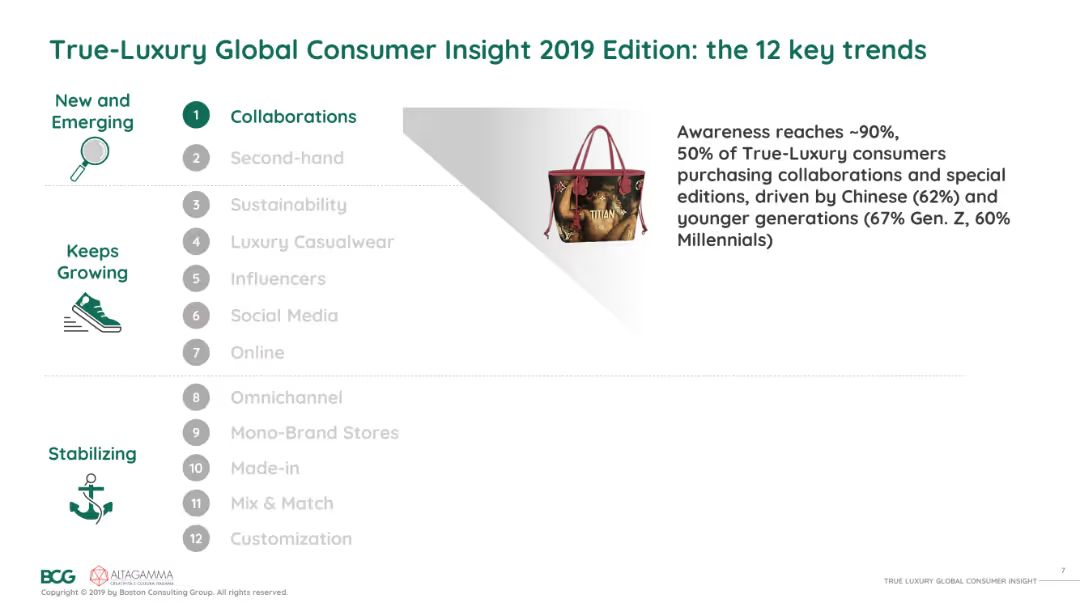 True-Luxury Global Consumer Insight 2019 Edition: the 12 key trends
New and
Emerging
1 Collaborations
2 Second-hand
Keeps
Growing
3 Sustainability
4 Luxury Casualwear
5 Influencers
6 Social Media
7 Online
Stabilizing
8 Omnichannel
9 Mono-Brand Stores
10 Made-in
11 Mix & Match
12 Customization
TITIAN
Awareness reaches ~90%,
50% of True-Luxury consumers
purchasing collaborations and special
editions, driven by Chinese (62%) and
younger generations (67% Gen. Z, 60%
Millennials)
BCG
ALTAGAMMA
Copyright © 2019 by Boston Consulting Group. All rights reserved.
TRUE LUXURY GLOBAL CONSUMER INSIGHT
7